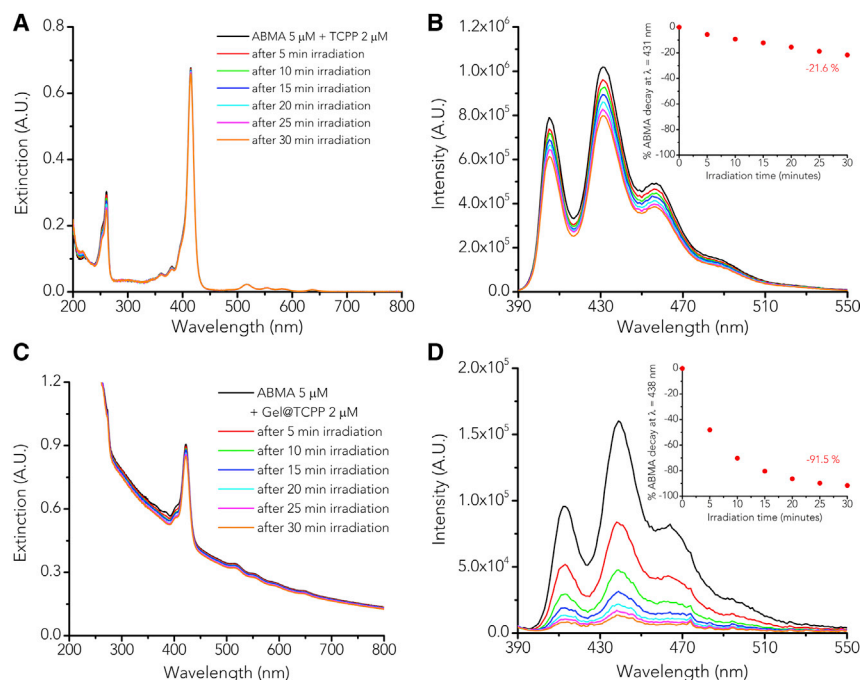 A
ABMA 5 μM + TCPP 2 μM
after 5 min irradiation
after 10 min irradiation
after 15 min irradiation
after 20 min irradiation
after 25 min irradiation
after 30 min irradiation
Extinction (A.U.)
0.8
0.6
0.4
0.2
0.0
200 300 400 500 600 700 800
Wavelength (nm)
B
Intensity (A.U.)
1.2x10⁶
1.0x10⁶
8.0x10⁵
6.0x10⁵
4.0x10⁵
2.0x10⁵
0.0
390 430 470 510 550
Wavelength (nm)
% ABMA decay at λ = 431 nm
0
-20
-40
-60
-80
-100
-21.6 %
0 5 10 15 20 25 30
Irradiation time (minutes)
C
ABMA 5 μM
+ Gel@TCPP 2 μM
after 5 min irradiation
after 10 min irradiation
after 15 min irradiation
after 20 min irradiation
after 25 min irradiation
after 30 min irradiation
Extinction (A.U.)
1.2
0.9
0.6
0.3
0.0
200 300 400 500 600 700 800
Wavelength (nm)
D
Intensity (A.U.)
2.0x10⁵
1.5x10⁵
1.0x10⁵
5.0x10⁴
0.0
390 430 470 510 550
Wavelength (nm)
% ABMA decay at λ = 438 nm
0
-20
-40
-60
-80
-100
-91.5 %
0 5 10 15 20 25 30
Irradiation time (minutes)